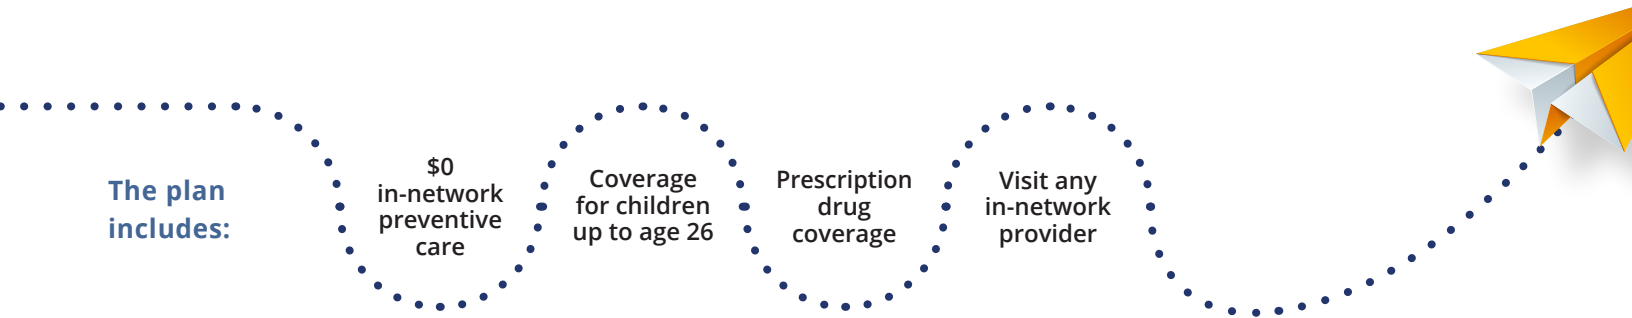 The plan
includes:
$0
in-network
preventive
care
Coverage
for children
up to age 26
Prescription
drug
coverage
Visit any
in-network
provider